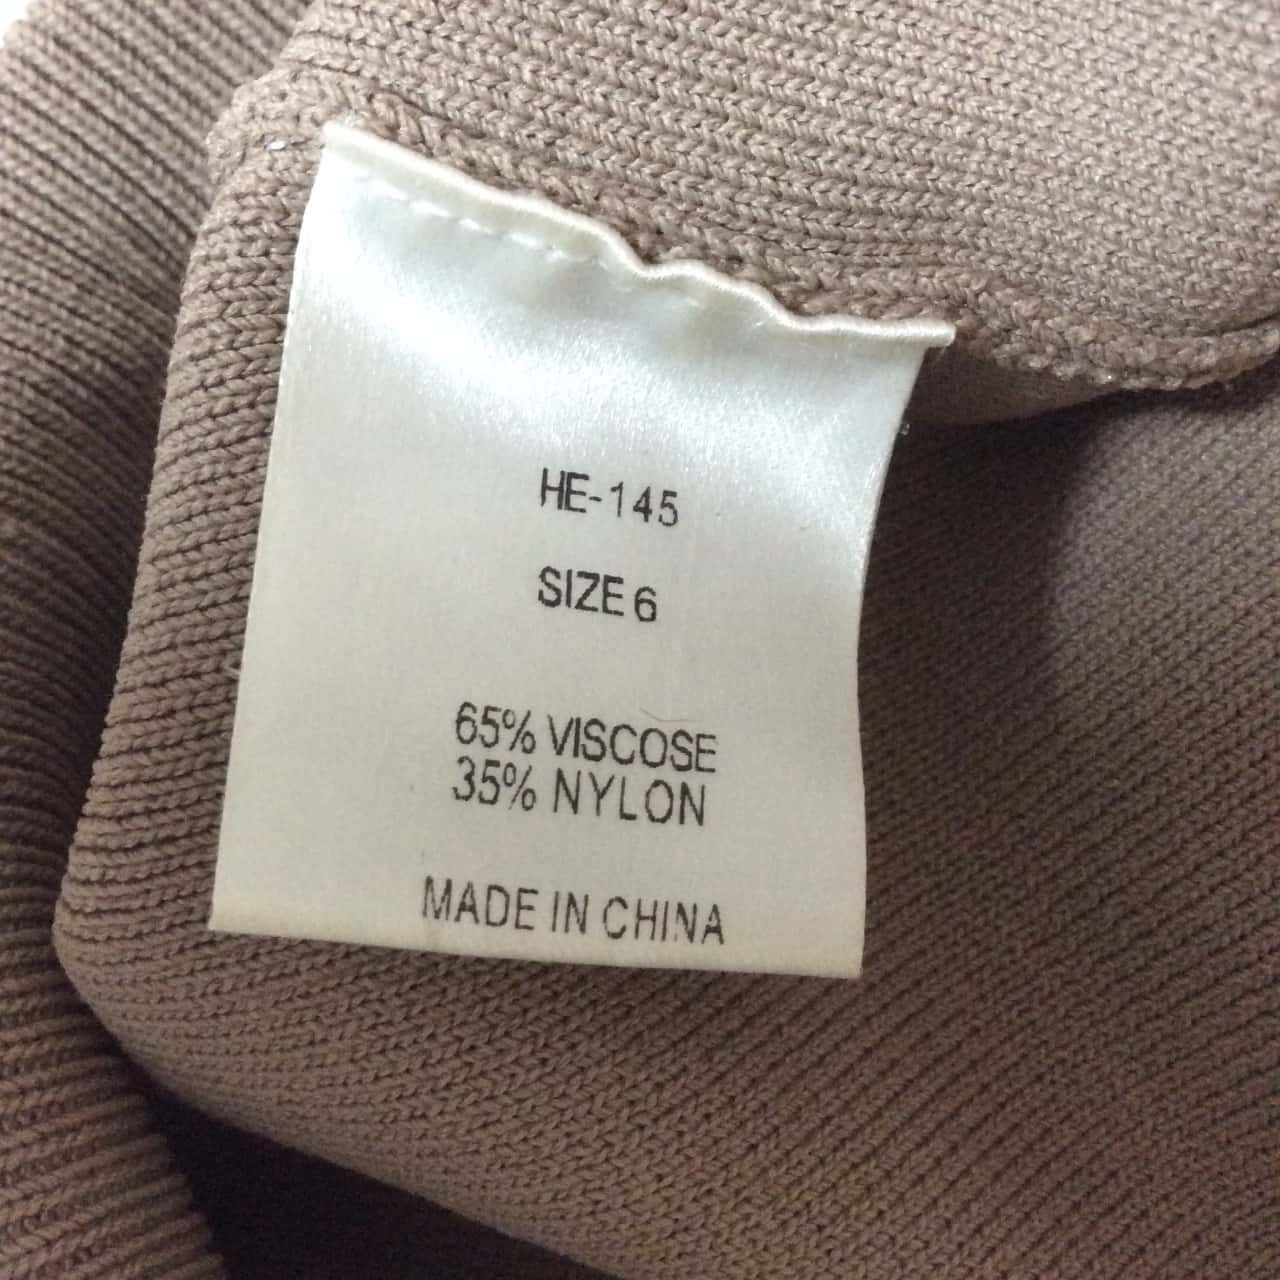 HE-145
SIZE 6
65% VISCOSE
35% NYLON
MADE IN CHINA